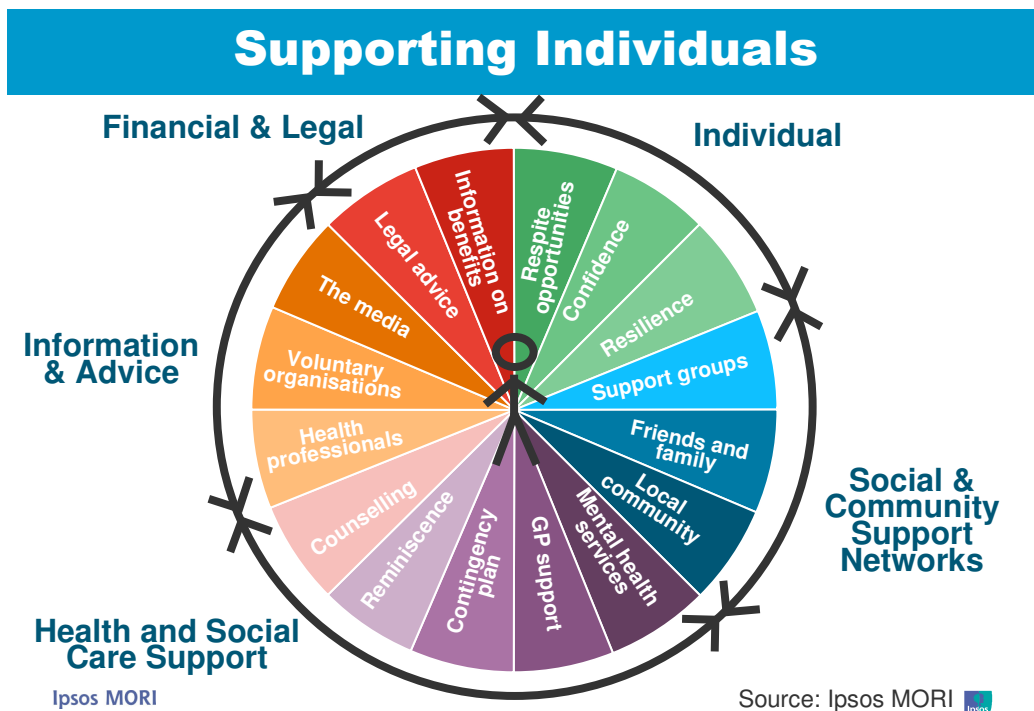 Supporting Individuals
Financial & Legal
Individual
Information
& Advice
Social &
Community
Support
Networks
Health and Social
Care Support
Information on
benefits
Respite
opportunities
Confidence
Resilience
Support groups
Friends and
family
Local
community
Mental health
services
GP support
Contingency
plan
Reminiscence
Counselling
Health
professionals
Voluntary
organisations
The media
Legal advice
Ipsos MORI
Source: Ipsos MORI
Ipsos